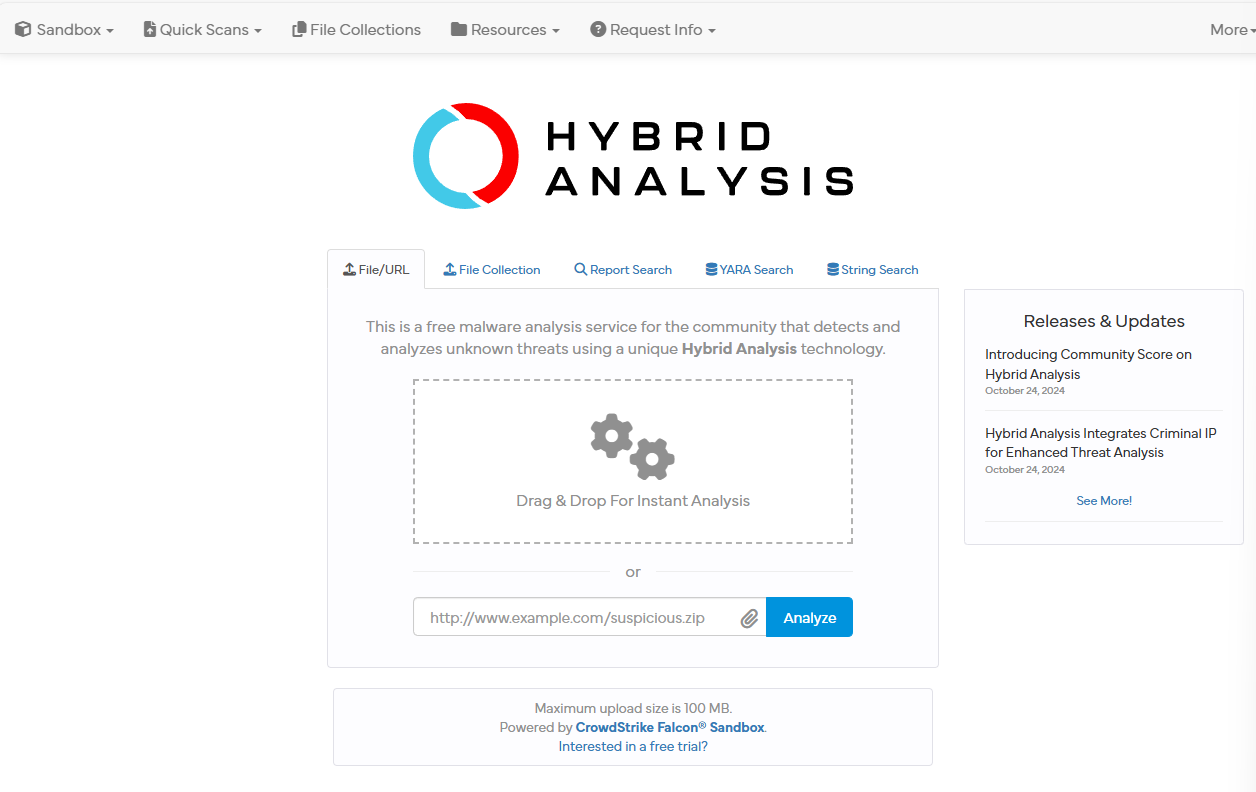 Sandbox Quick Scans File Collections Resources Request Info More
HYBRID
ANALYSIS
File/URL File Collection Report Search YARA Search String Search
This is a free malware analysis service for the community that detects and
analyzes unknown threats using a unique Hybrid Analysis technology.
Drag & Drop For Instant Analysis
or
http://www.example.com/suspicious.zip Analyze
Maximum upload size is 100 MB.
Powered by CrowdStrike Falcon® Sandbox.
Interested in a free trial?
Releases & Updates
Introducing Community Score on
Hybrid Analysis
October 24, 2024
Hybrid Analysis Integrates Criminal IP
for Enhanced Threat Analysis
October 24, 2024
See More!